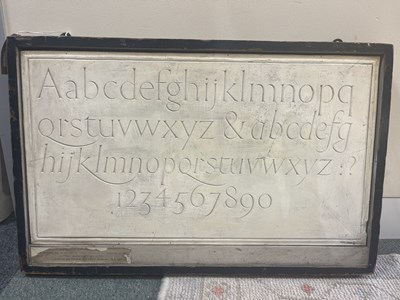 Aabcdefghijklmnopq
qrstuvwxyz & abcdefg
hijklmnopqrstuvwxyz:?
1234567890